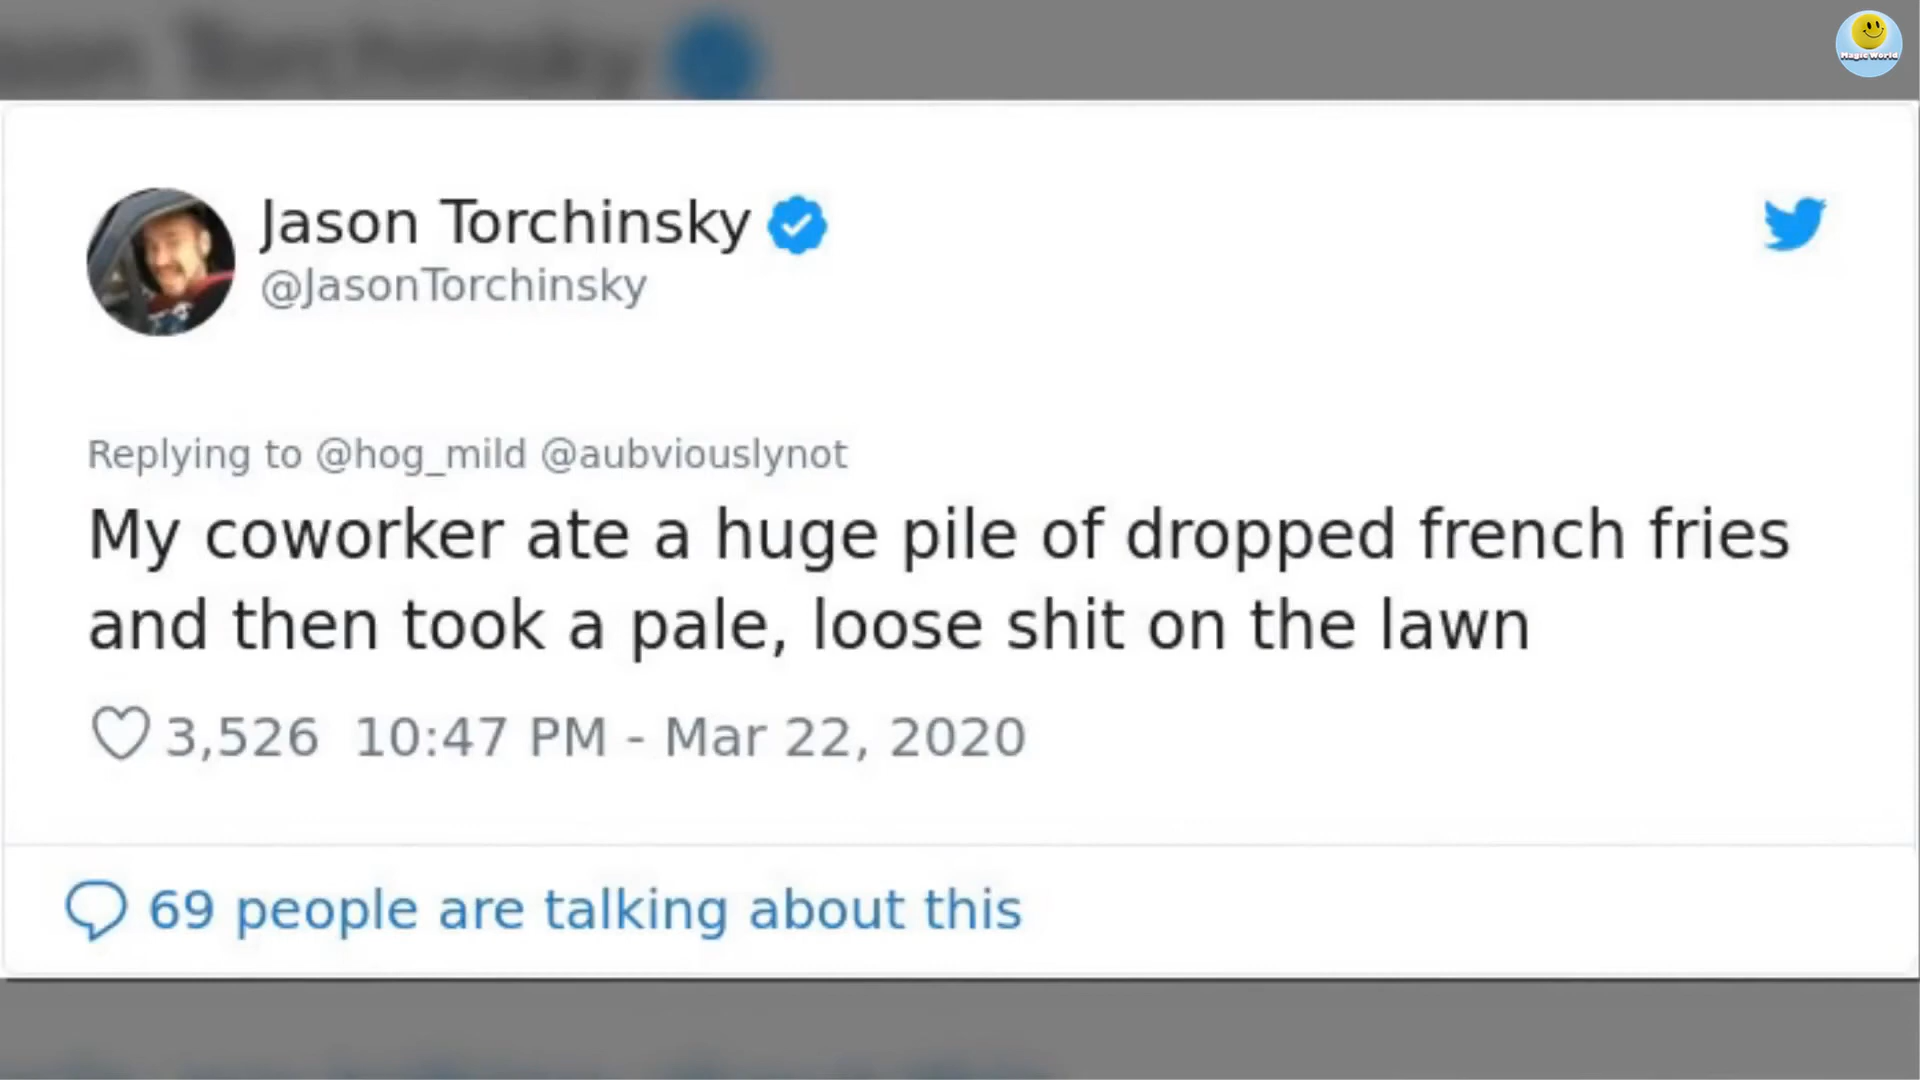 Magic World
Jason Torchinsky
@JasonTorchinsky
Replying to @hog_mild @aubviouslynot
My coworker ate a huge pile of dropped french fries
and then took a pale, loose shit on the lawn
3,526 10:47 PM - Mar 22, 2020
69 people are talking about this